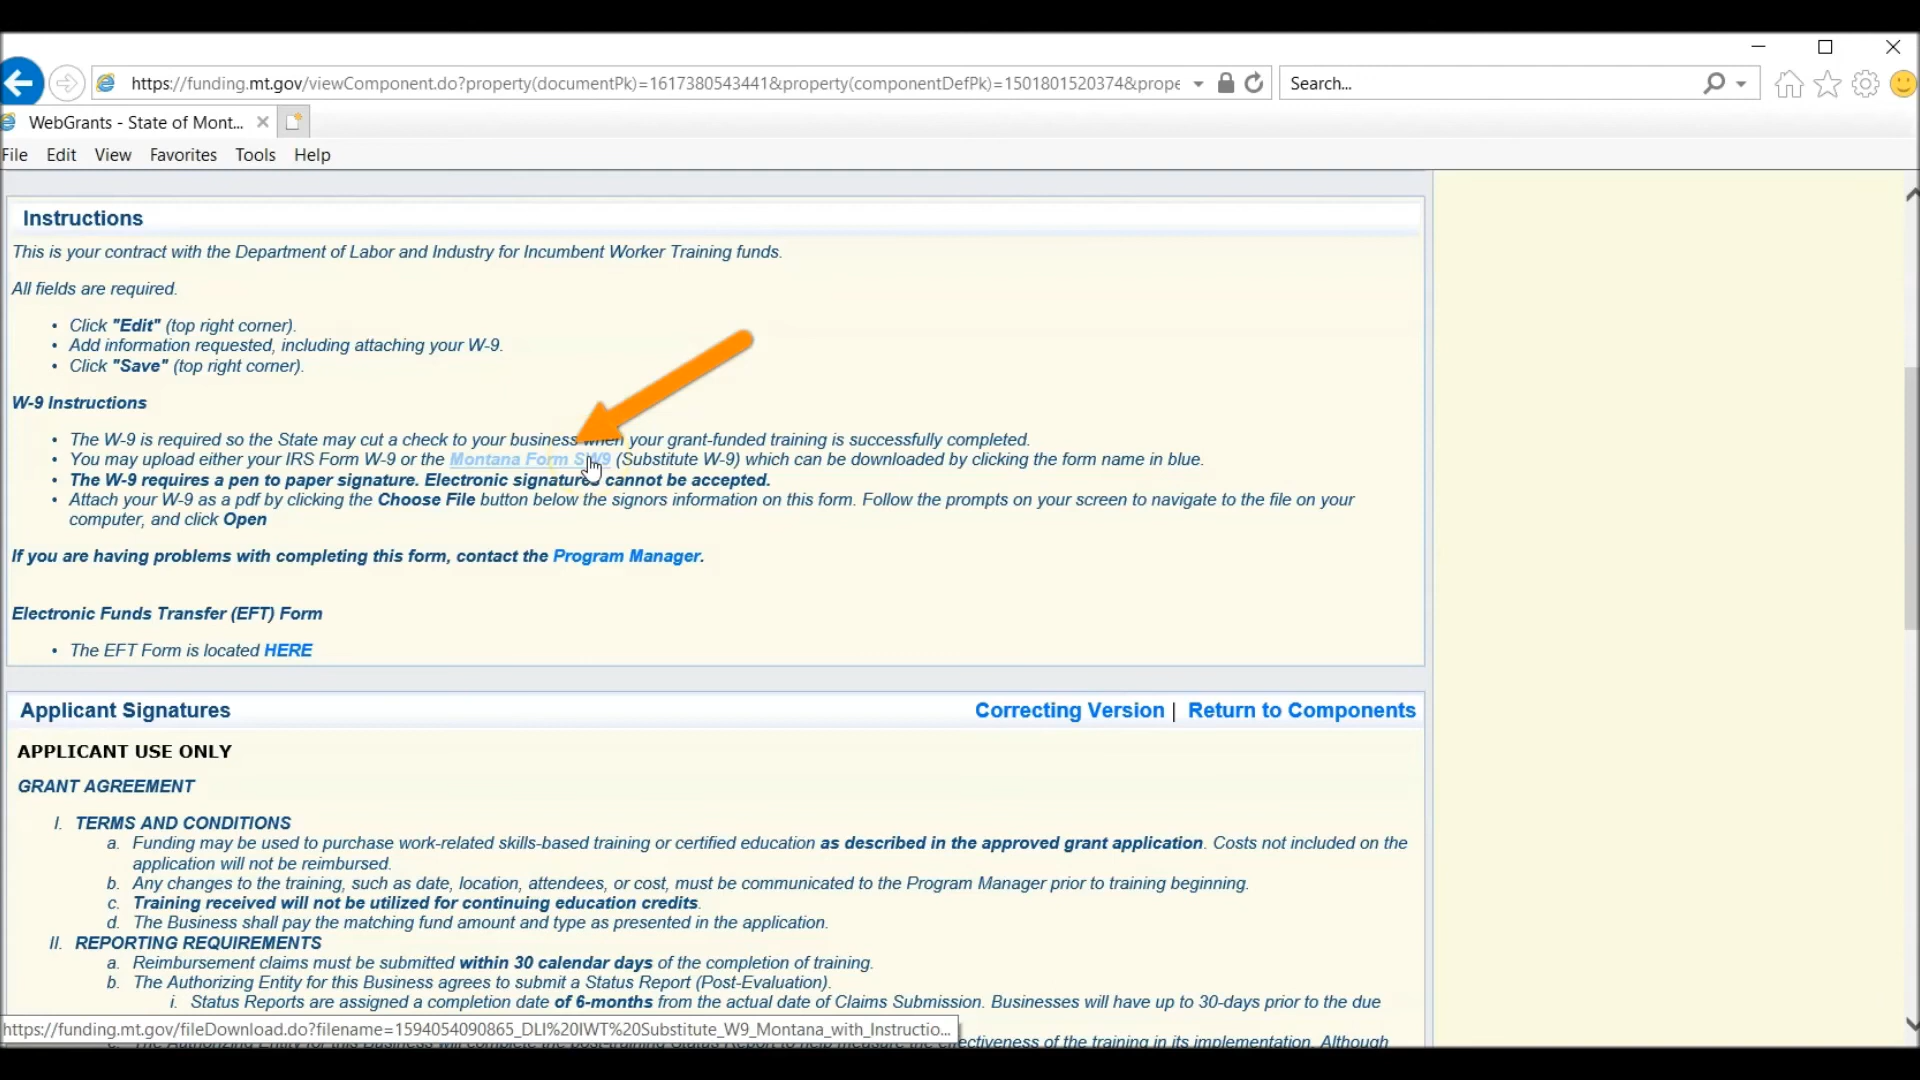 https://funding.mt.gov/viewComponent.do?property(documentPk)=1617380543441&property(componentDefPk)=1501801520374&prope
Search...
WebGrants - State of Mont...
File Edit View Favorites Tools Help
Instructions
This is your contract with the Department of Labor and Industry for Incumbent Worker Training funds.
All fields are required.
• Click "Edit" (top right corner).
• Add information requested, including attaching your W-9.
• Click "Save" (top right corner).
W-9 Instructions
• The W-9 is required so the State may cut a check to your business when your grant-funded training is successfully completed.
• You may upload either your IRS Form W-9 or the Montana Form SW9 (Substitute W-9) which can be downloaded by clicking the form name in blue.
• The W-9 requires a pen to paper signature. Electronic signatures cannot be accepted.
• Attach your W-9 as a pdf by clicking the Choose File button below the signors information on this form. Follow the prompts on your screen to navigate to the file on your
computer, and click Open
If you are having problems with completing this form, contact the Program Manager.
Electronic Funds Transfer (EFT) Form
• The EFT Form is located HERE
Applicant Signatures Correcting Version | Return to Components
APPLICANT USE ONLY
GRANT AGREEMENT
I. TERMS AND CONDITIONS
a. Funding may be used to purchase work-related skills-based training or certified education as described in the approved grant application. Costs not included on the
application will not be reimbursed.
b. Any changes to the training, such as date, location, attendees, or cost, must be communicated to the Program Manager prior to training beginning.
c. Training received will not be utilized for continuing education credits.
d. The Business shall pay the matching fund amount and type as presented in the application.
II. REPORTING REQUIREMENTS
a. Reimbursement claims must be submitted within 30 calendar days of the completion of training.
b. The Authorizing Entity for this Business agrees to submit a Status Report (Post-Evaluation).
i. Status Reports are assigned a completion date of 6-months from the actual date of Claims Submission. Businesses will have up to 30-days prior to the due
https://funding.mt.gov/fileDownload.do?filename=1594054090865_DLI%20IWT%20Substitute_W9_Montana_with_Instructio...
effectiveness of the training in its implementation. Although